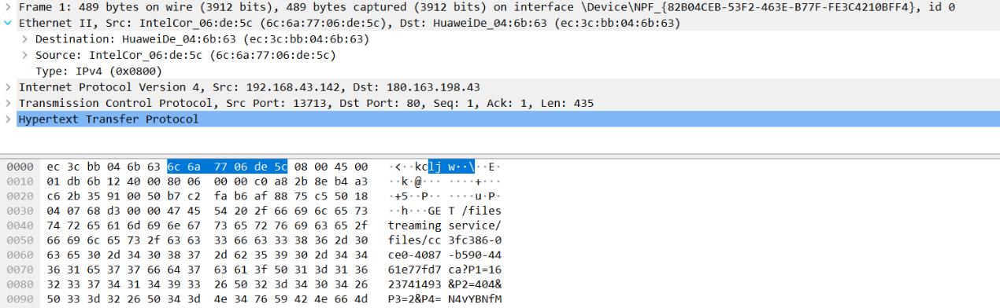 Frame 1: 489 bytes on wire (3912 bits), 489 bytes captured (3912 bits) on interface \Device\NPF_{82B04CEB-53F2-463E-B77F-FE3C4210BFF4}, id 0
Ethernet II, Src: IntelCor_06:de:5c (6c:6a:77:06:de:5c), Dst: HuaweiDe_04:6b:63 (ec:3c:bb:04:6b:63)
Destination: HuaweiDe_04:6b:63 (ec:3c:bb:04:6b:63)
Source: IntelCor_06:de:5c (6c:6a:77:06:de:5c)
Type: IPv4 (0x0800)
Internet Protocol Version 4, Src: 192.168.43.142, Dst: 180.163.198.43
Transmission Control Protocol, Src Port: 13713, Dst Port: 80, Seq: 1, Ack: 1, Len: 435
Hypertext Transfer Protocol
0000 ec 3c bb 04 6b 63 6c 6a 77 06 de 5c 08 00 45 00 ·<··kclj w··\··E·
0010 01 db 6b 12 40 00 80 06 00 00 c0 a8 2b 8e b4 a3 ··k·@··· ····+···
0020 c6 2b 35 91 00 50 b7 c2 fa b6 af 88 75 c5 50 18 ·+5··P·· ····u·P·
0030 04 07 68 d3 00 00 47 45 54 20 2f 66 69 6c 65 73 ··h···GE T /files
0040 74 72 65 61 6d 69 6e 67 73 65 72 76 69 63 65 2f treaming service/
0050 66 69 6c 65 73 2f 63 63 33 66 63 33 38 36 2d 30 files/cc 3fc386-0
0060 63 65 30 2d 34 30 38 37 2d 62 35 39 30 2d 34 34 ce0-4087 -b590-44
0070 36 31 65 37 37 66 64 37 63 61 3f 50 31 3d 31 36 61e77fd7 ca?P1=16
0080 32 33 37 34 31 34 39 33 26 50 32 3d 34 30 34 26 23741493 &P2=404&
0090 50 33 3d 32 26 50 34 3d 4e 34 76 59 42 4e 66 4d P3=2&P4= N4vYBNfM